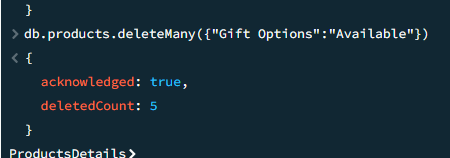 }
> db.products.deleteMany({"Gift Options":"Available"})
< {
acknowledged: true,
deletedCount: 5
}
ProductsDetails>